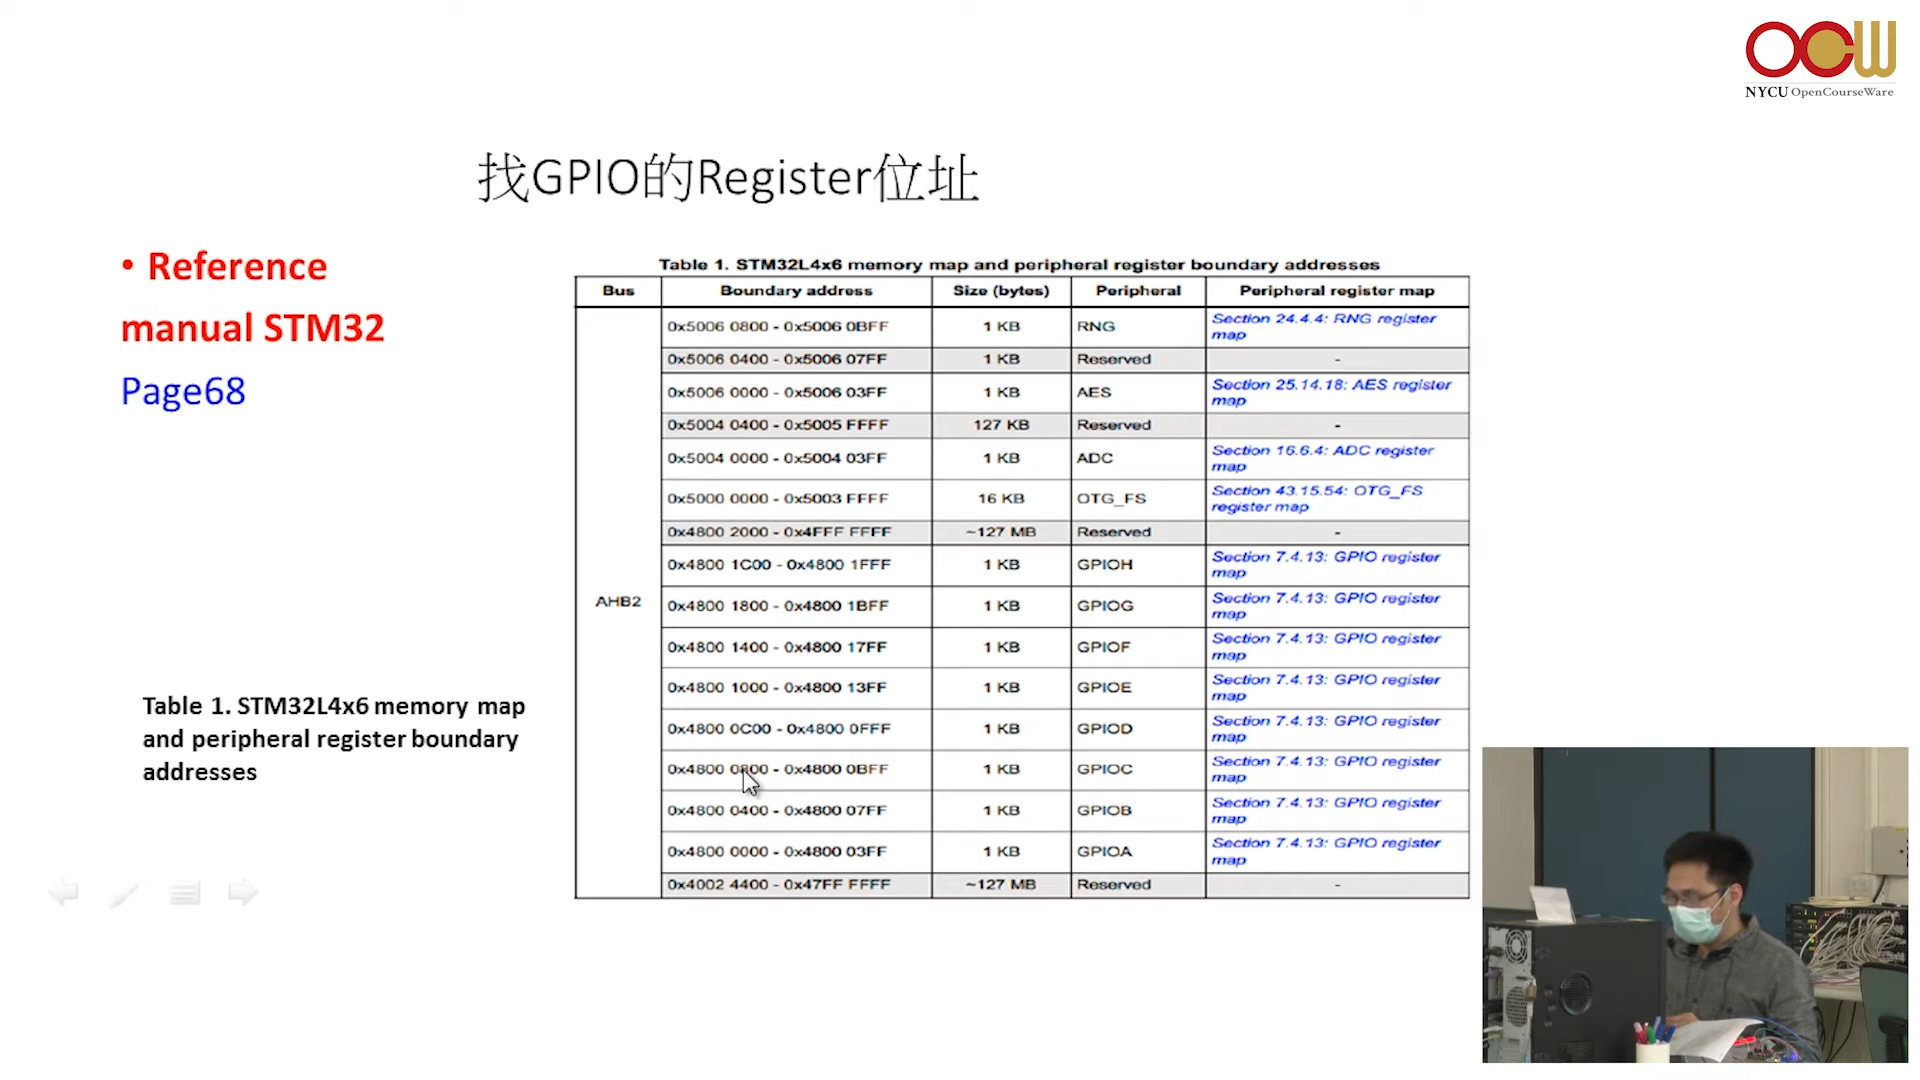 OCW
NYCU OpenCourseWare
找GPIO的Register位址
• Reference
manual STM32
Page68
Table 1. STM32L4x6 memory map
and peripheral register boundary
addresses
Table 1. STM32L4x6 memory map and peripheral register boundary addresses
Bus Boundary address Size (bytes) Peripheral Peripheral register map
AHB2
0x5006 0800 - 0x5006 0BFF 1 KB RNG Section 24.4.4: RNG register
map
0x5006 0400 - 0x5006 07FF 1 KB Reserved -
0x5006 0000 - 0x5006 03FF 1 KB AES Section 25.14.18: AES register
map
0x5004 0400 - 0x5005 FFFF 127 KB Reserved -
0x5004 0000 - 0x5004 03FF 1 KB ADC Section 16.6.4: ADC register
map
0x5000 0000 - 0x5003 FFFF 16 KB OTG_FS Section 43.15.54: OTG_FS
register map
0x4800 2000 - 0x4FFF FFFF ~127 MB Reserved -
0x4800 1C00 - 0x4800 1FFF 1 KB GPIOH Section 7.4.13: GPIO register
map
0x4800 1800 - 0x4800 1BFF 1 KB GPIOG Section 7.4.13: GPIO register
map
0x4800 1400 - 0x4800 17FF 1 KB GPIOF Section 7.4.13: GPIO register
map
0x4800 1000 - 0x4800 13FF 1 KB GPIOE Section 7.4.13: GPIO register
map
0x4800 0C00 - 0x4800 0FFF 1 KB GPIOD Section 7.4.13: GPIO register
map
0x4800 0800 - 0x4800 0BFF 1 KB GPIOC Section 7.4.13: GPIO register
map
0x4800 0400 - 0x4800 07FF 1 KB GPIOB Section 7.4.13: GPIO register
map
0x4800 0000 - 0x4800 03FF 1 KB GPIOA Section 7.4.13: GPIO register
map
0x4002 4400 - 0x47FF FFFF ~127 MB Reserved -